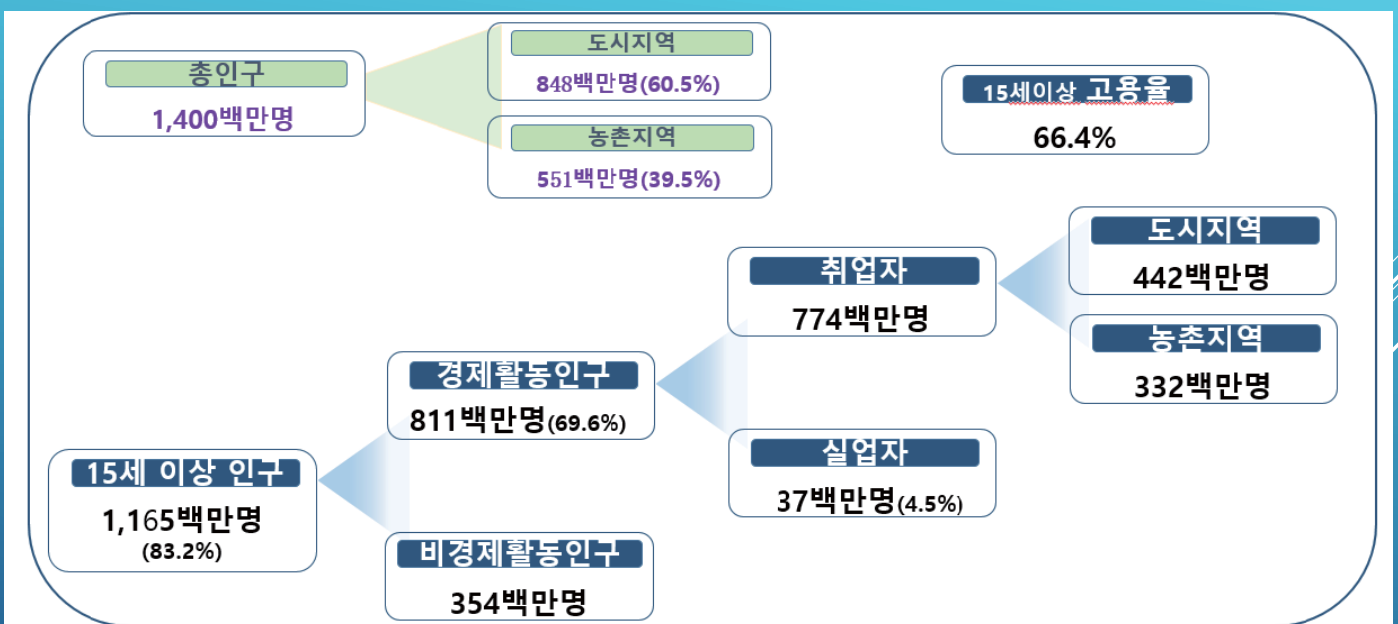 총인구
1,400백만명
도시지역
848백만명(60.5%)
농촌지역
551백만명(39.5%)
15세이상 고용율
66.4%
15세 이상 인구
1,165백만명
(83.2%)
경제활동인구
811백만명(69.6%)
비경제활동인구
354백만명
취업자
774백만명
실업자
37백만명(4.5%)
도시지역
442백만명
농촌지역
332백만명